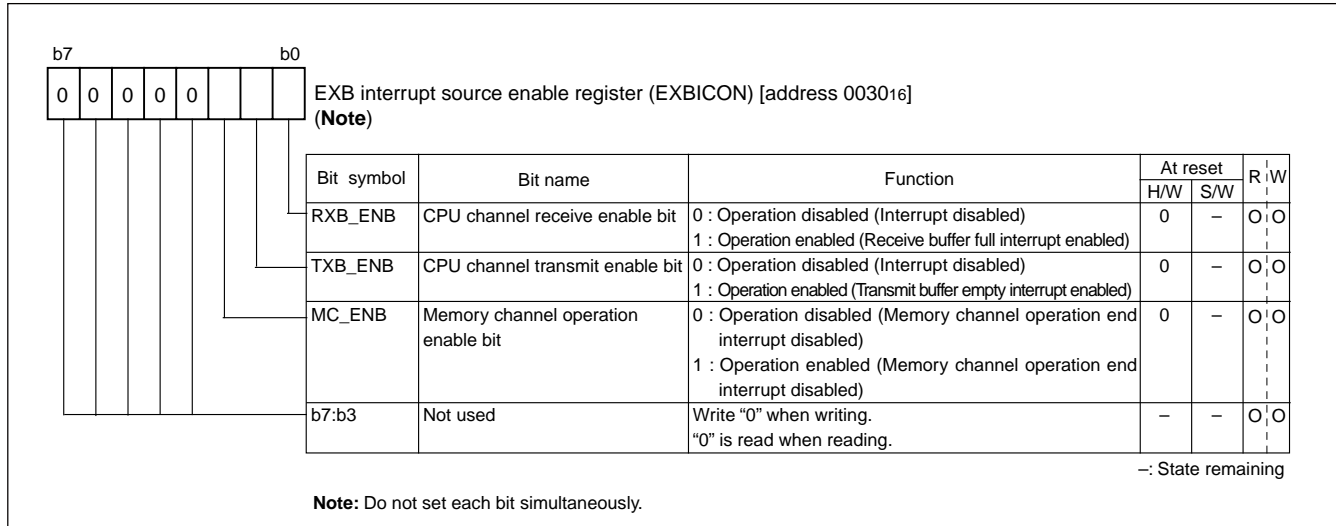 b7 b0
0 0 0 0 0
EXB interrupt source enable register (EXBICON) [address 003016]
(Note)
Bit symbol Bit name Function At reset R W
H/W S/W
RXB_ENB CPU channel receive enable bit 0 : Operation disabled (Interrupt disabled) 0 – O O
1 : Operation enabled (Receive buffer full interrupt enabled)
TXB_ENB CPU channel transmit enable bit 0 : Operation disabled (Interrupt disabled) 0 – O O
1 : Operation enabled (Transmit buffer empty interrupt enabled)
MC_ENB Memory channel operation 0 : Operation disabled (Memory channel operation end 0 – O O
enable bit interrupt disabled)
1 : Operation enabled (Memory channel operation end
interrupt disabled)
b7:b3 Not used Write “0” when writing. – – O O
“0” is read when reading.
–: State remaining
Note: Do not set each bit simultaneously.